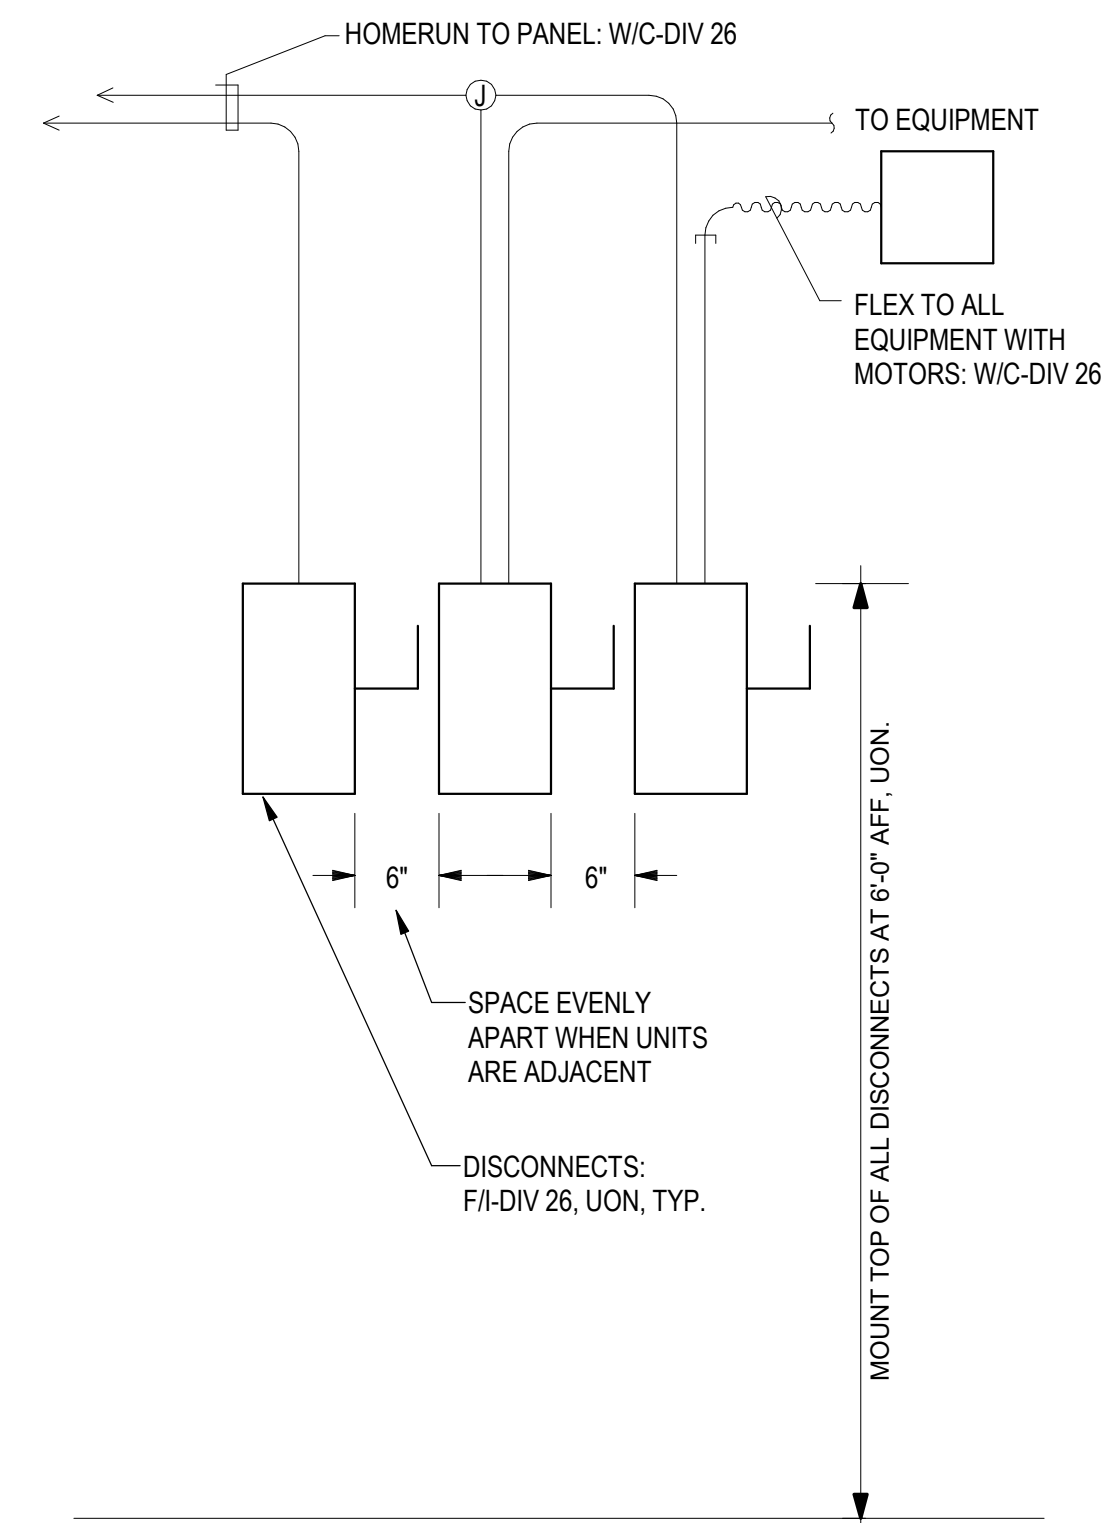 HOMERUN TO PANEL: W/C-DIV 26
J
TO EQUIPMENT
FLEX TO ALL
EQUIPMENT WITH
MOTORS: W/C-DIV 26
6"
6"
SPACE EVENLY
APART WHEN UNITS
ARE ADJACENT
DISCONNECTS:
F/I-DIV 26, UON, TYP.
MOUNT TOP OF ALL DISCONNECTS AT 6'-0" AFF, UON.